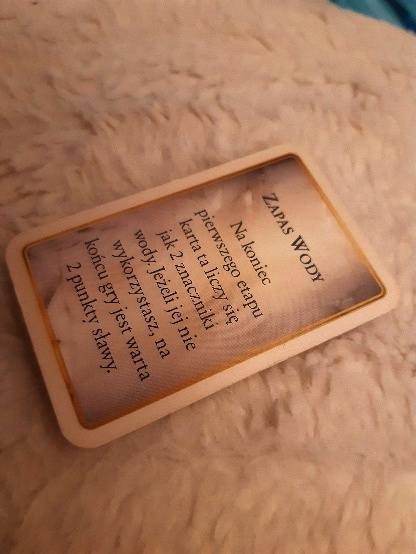 Zapas Wody
Na koniec
pierwszego etapu
karta ta liczy się
jak 2 znaczniki
wody. Jeżeli jej nie
wykorzystasz, na
końcu gry jest warta
2 punkty sławy.